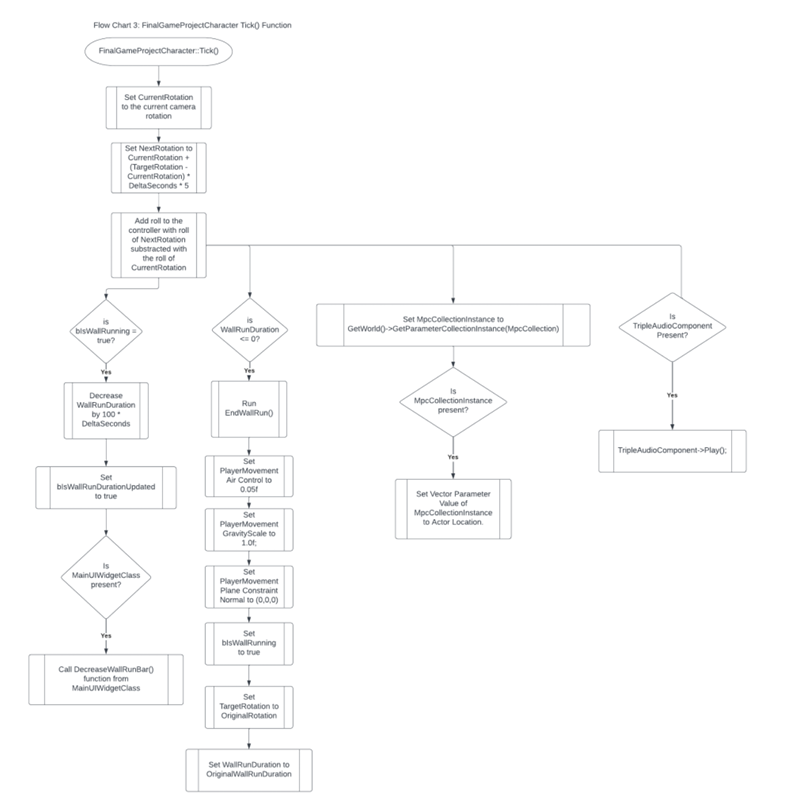 Flow Chart 3: FinalGameProjectCharacter Tick() Function
FinalGameProjectCharacter::Tick()
Set CurrentRotation
to the current camera
rotation
Set NextRotation to
CurrentRotation +
(TargetRotation -
CurrentRotation) *
DeltaSeconds * 5
Add roll to the
controller with roll
of NextRotation
substracted with
the roll of
CurrentRotation
is
bIsWallRunning =
true?
Yes
Decrease
WallRunDuration
by 100 *
DeltaSeconds
Set
bIsWallRunDurationUpdated
to true
Is
MainUIWidgetClass
present?
Yes
Call DecreaseWallRunBar()
function from
MainUIWidgetClass
is
WallRunDuration
<= 0?
Yes
Run
EndWallRun()
Set
PlayerMovement
Air Control to
0.05f
Set
PlayerMovement
GravityScale to
1.0f;
Set
PlayerMovement
Plane Constraint
Normal to (0,0,0)
Set
bIsWallRunning
to true
Set
TargetRotation to
OriginalRotation
Set WallRunDuration to
OriginalWallRunDuration
Set MpcCollectionInstance to
GetWorld()->GetParameterCollectionInstance(MpcCollection)
Is
MpcCollectionInstance
present?
Yes
Set Vector Parameter
Value of
MpcCollectionInstance
to Actor Location.
Is
TripleAudioComponent
Present?
Yes
TripleAudioComponent->Play();